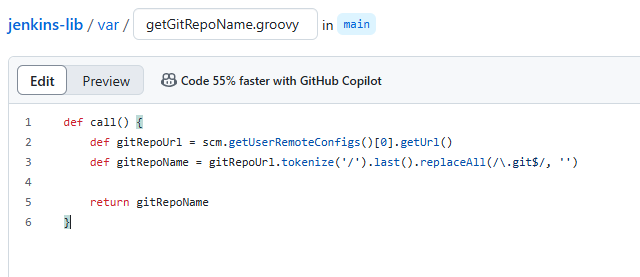 jenkins-lib / var / getGitRepoName.groovy in main
Edit Preview Code 55% faster with GitHub Copilot
1 def call() {
2 def gitRepoUrl = scm.getUserRemoteConfigs()[0].getUrl()
3 def gitRepoName = gitRepoUrl.tokenize('/').last().replaceAll(/\.git$/, '')
4
5 return gitRepoName
6 }